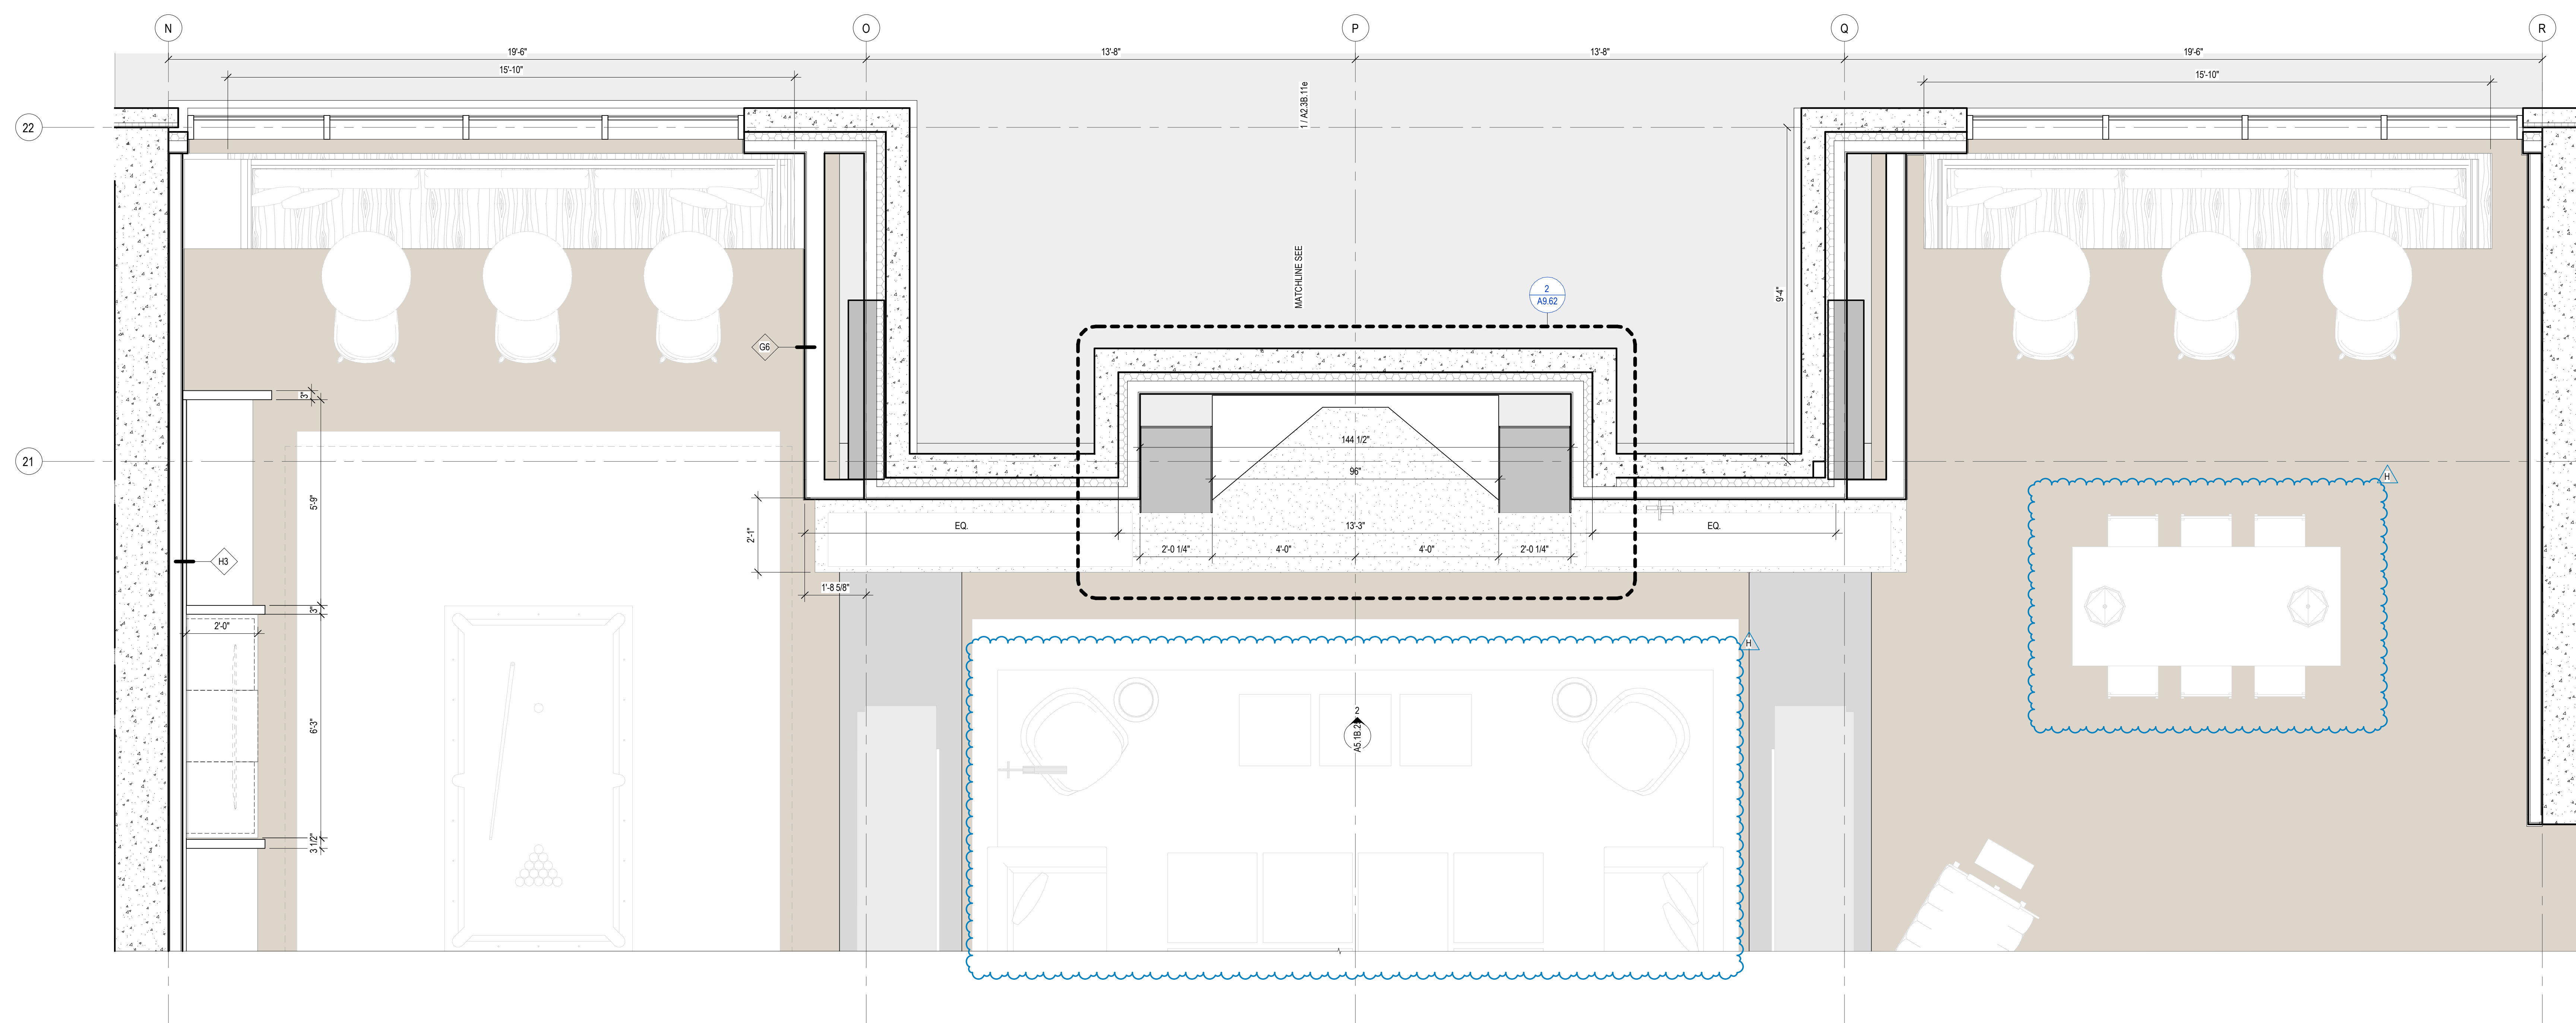 N
O
P
Q
R
19'-6"
13'-8"
13'-8"
19'-6"
15'-10"
15'-10"
1 / A2.3B.11e
22
MATCHLINE SEE
2
A9.62
9'-4"
G6
3"
144 1/2"
21
96"
H
5'-9"
2'-1"
EQ.
13'-3"
EQ.
2'-0 1/4"
4'-0"
4'-0"
2'-0 1/4"
H3
1'-8 5/8"
3"
2'-0"
H
6'-3"
2
A5.1B.2
3 1/2"